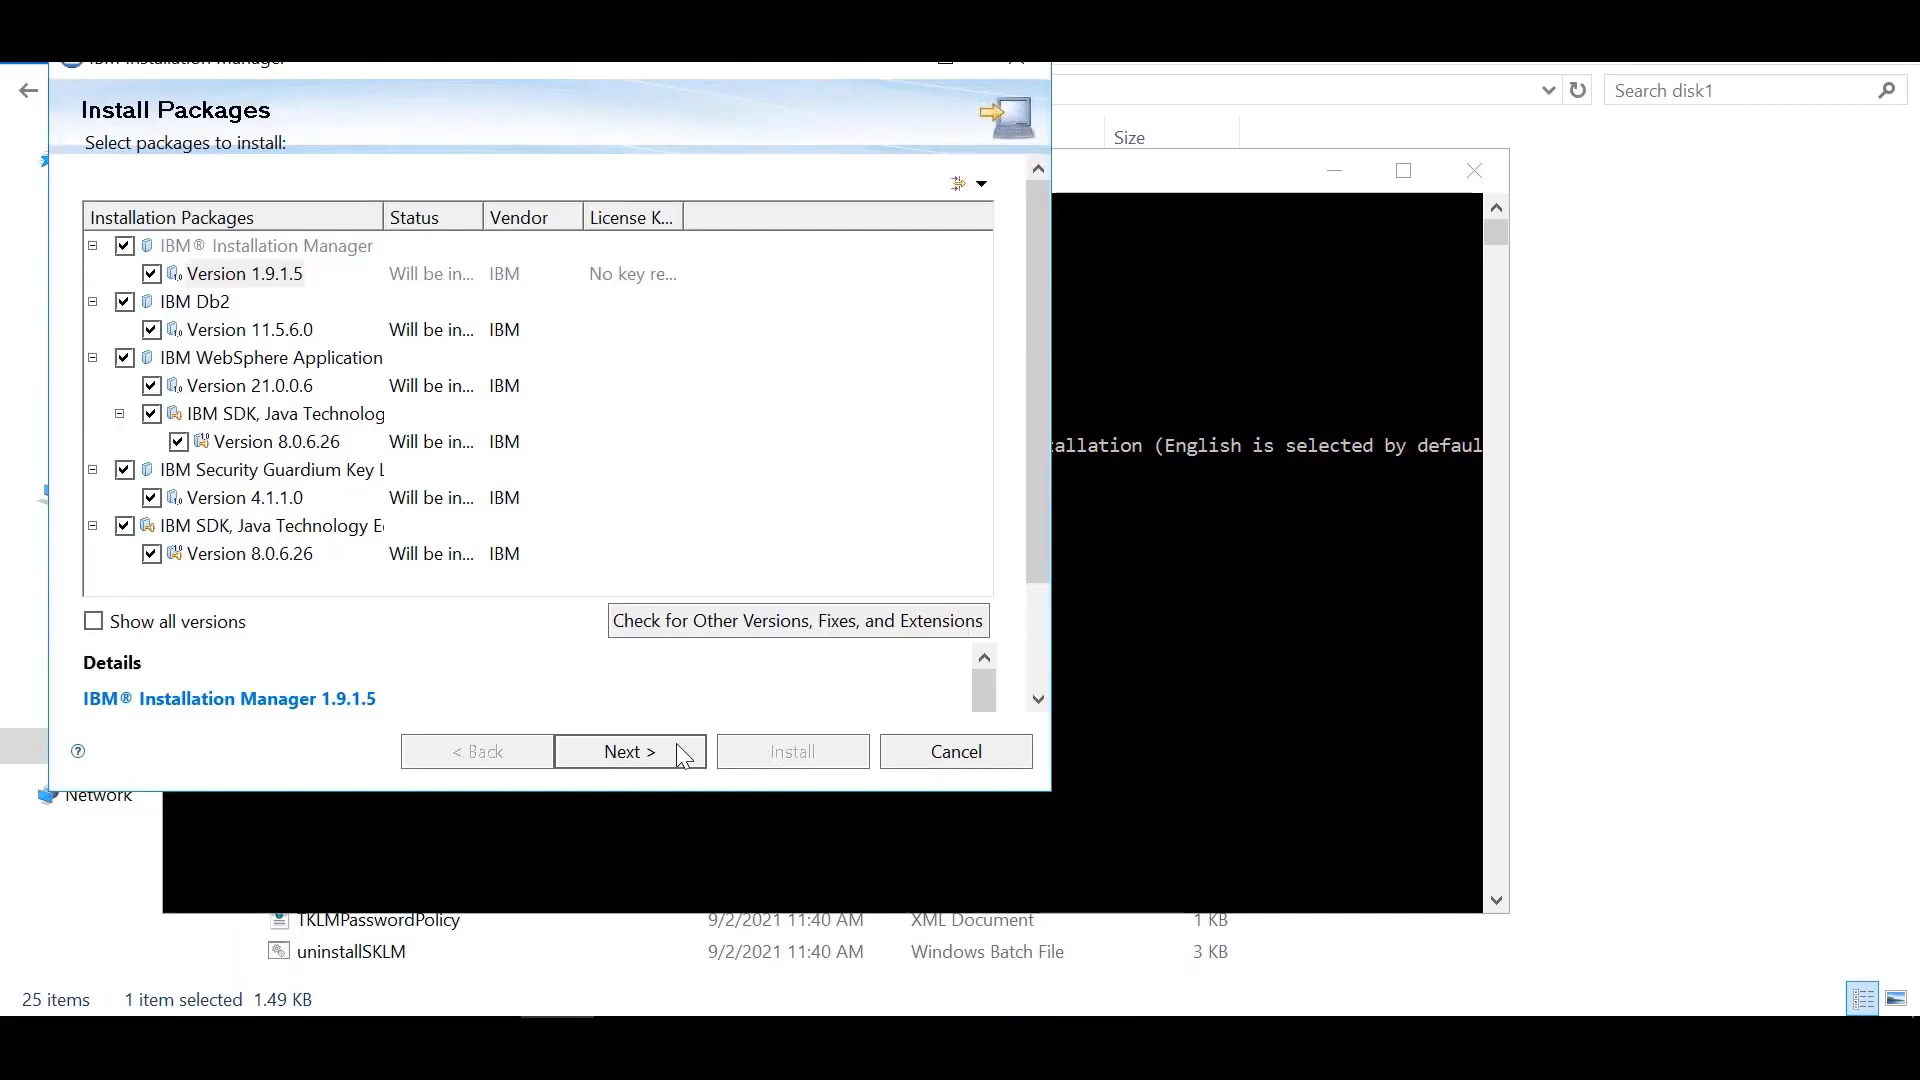 IBM Installation Manager
Install Packages
Select packages to install:
Search disk1
Size
Installation Packages Status Vendor License K...
IBM® Installation Manager
Version 1.9.1.5 Will be in... IBM No key re...
IBM Db2
Version 11.5.6.0 Will be in... IBM
IBM WebSphere Application
Version 21.0.0.6 Will be in... IBM
IBM SDK, Java Technolog
Version 8.0.6.26 Will be in... IBM
IBM Security Guardium Key L
Version 4.1.1.0 Will be in... IBM
IBM SDK, Java Technology E
Version 8.0.6.26 Will be in... IBM
tallation (English is selected by defaul
Show all versions
Check for Other Versions, Fixes, and Extensions
Details
IBM® Installation Manager 1.9.1.5
< Back
Next >
Install
Cancel
Network
TKLMPasswordPolicy 9/2/2021 11:40 AM XML Document 1 KB
uninstallSKLM 9/2/2021 11:40 AM Windows Batch File 3 KB
25 items 1 item selected 1.49 KB